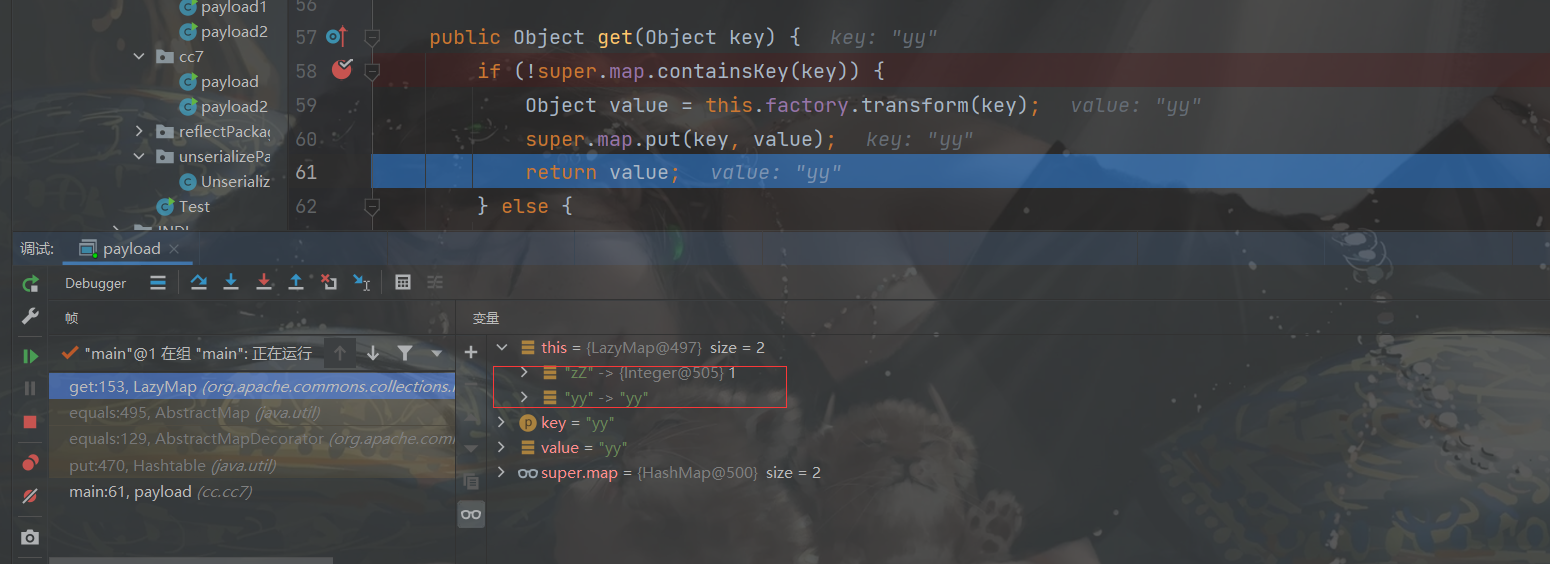 payload1
payload2
cc7
payload
payload2
reflectPackag
unserializePa
Unserializ
Test
56
57 public Object get(Object key) { key: "yy"
58 if (!super.map.containsKey(key)) {
59 Object value = this.factory.transform(key); value: "yy"
60 super.map.put(key, value); key: "yy"
61 return value; value: "yy"
62 } else {
调试: payload
Debugger
帧
"main"@1 在组 "main": 正在运行
get:153, LazyMap (org.apache.commons.collections.
equals:495, AbstractMap (java.util)
equals:129, AbstractMapDecorator (org.apache.com
put:470, Hashtable (java.util)
main:61, payload (cc.cc7)
变量
this = {LazyMap@497} size = 2
"zZ" -> {Integer@505} 1
"yy" -> "yy"
p key = "yy"
value = "yy"
super.map = {HashMap@500} size = 2